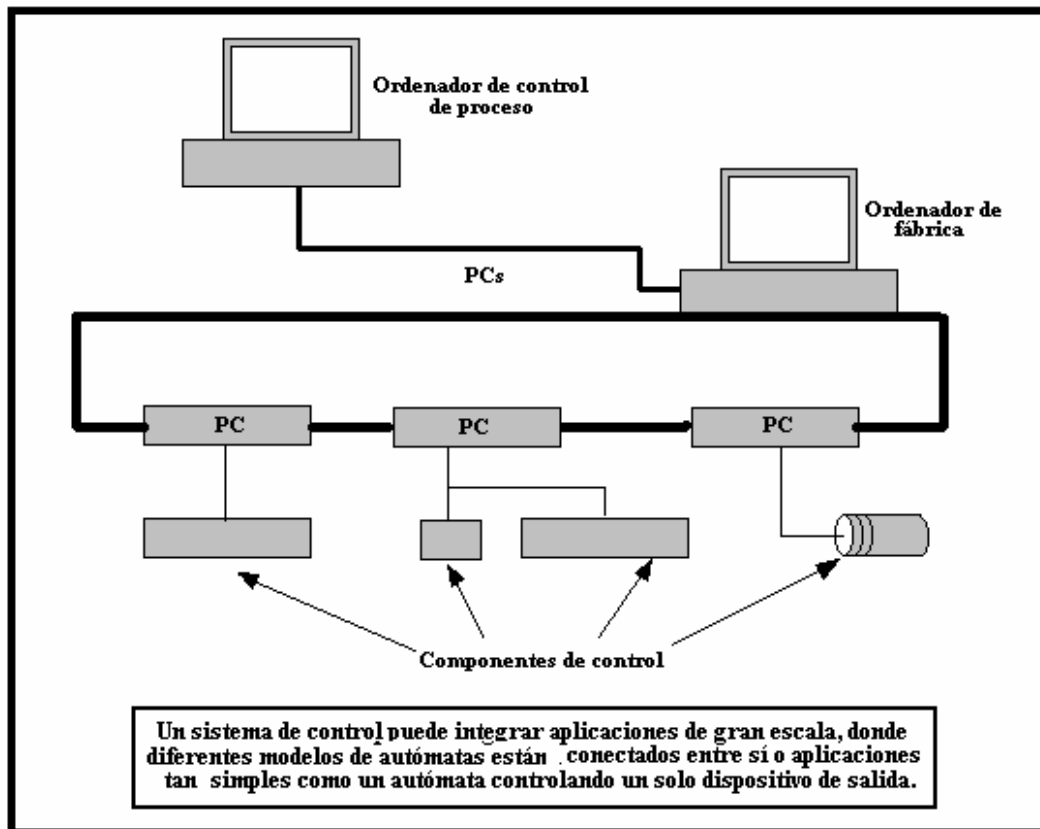 Ordenador de control
de proceso
Ordenador de
fábrica
PCs
PC
PC
PC
Componentes de control
Un sistema de control puede integrar aplicaciones de gran escala, donde
diferentes modelos de autómatas están . conectados entre sí o aplicaciones
tan simples como un autómata controlando un solo dispositivo de salida.